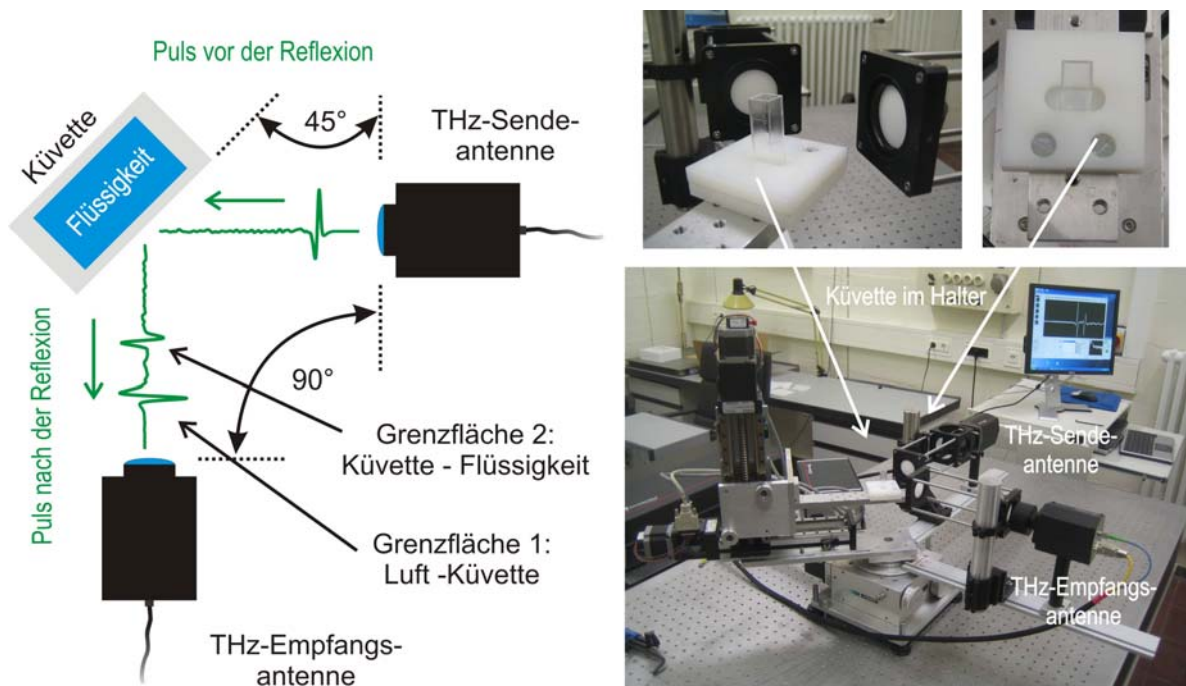 Puls vor der Reflexion
45°
THz-Sende-
antenne
Küvette
Flüssigkeit
Puls nach der Reflexion
90°
Grenzfläche 2:
Küvette - Flüssigkeit
Grenzfläche 1:
Luft -Küvette
THz-Empfangs-
antenne
Küvette im Halter
THz-Sende-
antenne
THz-Empfangs-
antenne